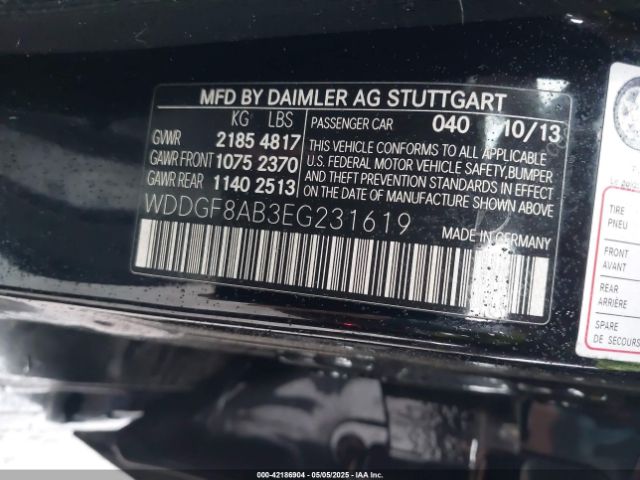 MFD BY DAIMLER AG STUTTGART
KG LBS
PASSENGER CAR 040 10/13
GVWR 2185 4817
GAWR FRONT 1075 2370
GAWR REAR 1140 2513
THIS VEHICLE CONFORMS TO ALL APPLICABLE
U.S. FEDERAL MOTOR VEHICLE SAFETY, BUMPER
AND THEFT PREVENTION STANDARDS IN EFFECT
ON THE DATE OF MANUFACTURE SHOWN ABOVE
WDDGF8AB3EG231619
MADE IN GERMANY
TIRE
PNEU
FRONT
AVANT
REAR
ARRIÈRE
SPARE
DE SECOURS
000-42186904 - 05/05/2025 - IAAI - Copart, Inc.